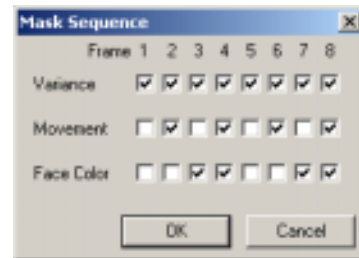 Mask Sequence
Frame 1 2 3 4 5 6 7 8
Variance
Movement
Face Color
OK Cancel